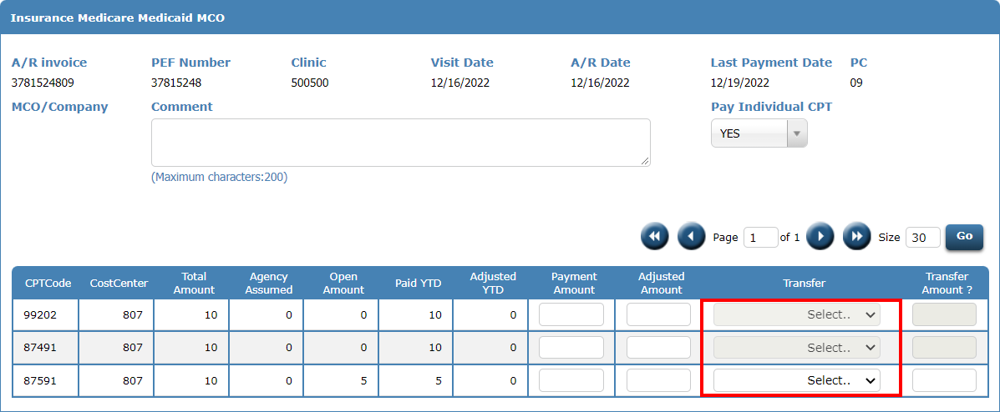 Insurance Medicare Medicaid MCO
A/R invoice PEF Number Clinic Visit Date A/R Date Last Payment Date PC
3781524809 37815248 500500 12/16/2022 12/16/2022 12/19/2022 09
MCO/Company Comment Pay Individual CPT
YES
(Maximum characters:200)
Page 1 of 1 Size 30 Go
CPTCode CostCenter Total Amount Agency Assumed Open Amount Paid YTD Adjusted YTD Payment Amount Adjusted Amount Transfer Transfer Amount ?
99202 807 10 0 0 10 0 Select..
87491 807 10 0 0 10 0 Select..
87591 807 10 0 5 5 0 Select..